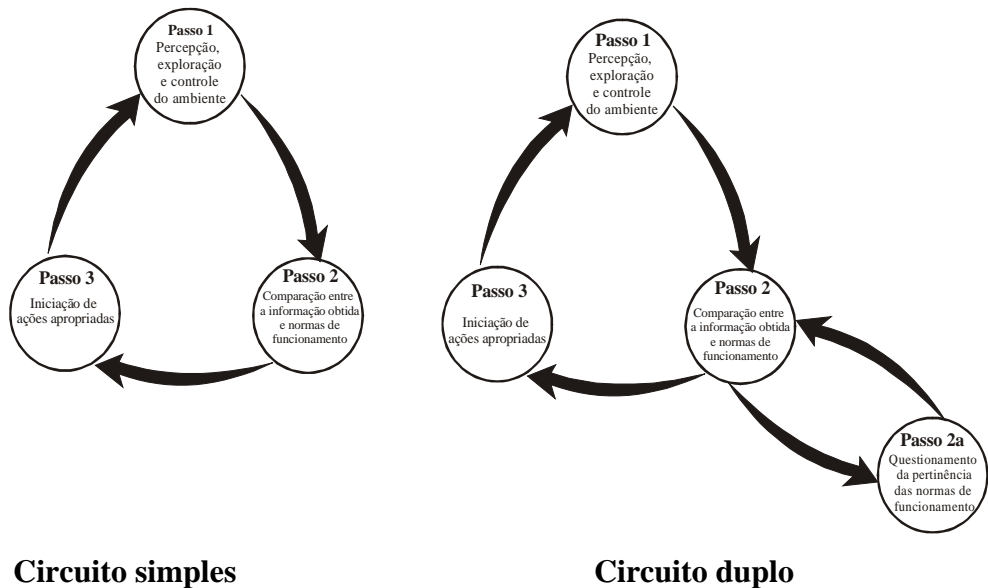 Passo 1
Percepção,
exploração
e controle
do ambiente
Passo 3
Iniciação de
ações apropriadas
Passo 2
Comparação entre
a informação obtida
e normas de
funcionamento
Circuito simples
Passo 1
Percepção,
exploração
e controle
do ambiente
Passo 3
Iniciação de
ações apropriadas
Passo 2
Comparação entre
a informação obtida
e normas de
funcionamento
Passo 2a
Questionamento
da pertinência
das normas de
funcionamento
Circuito duplo